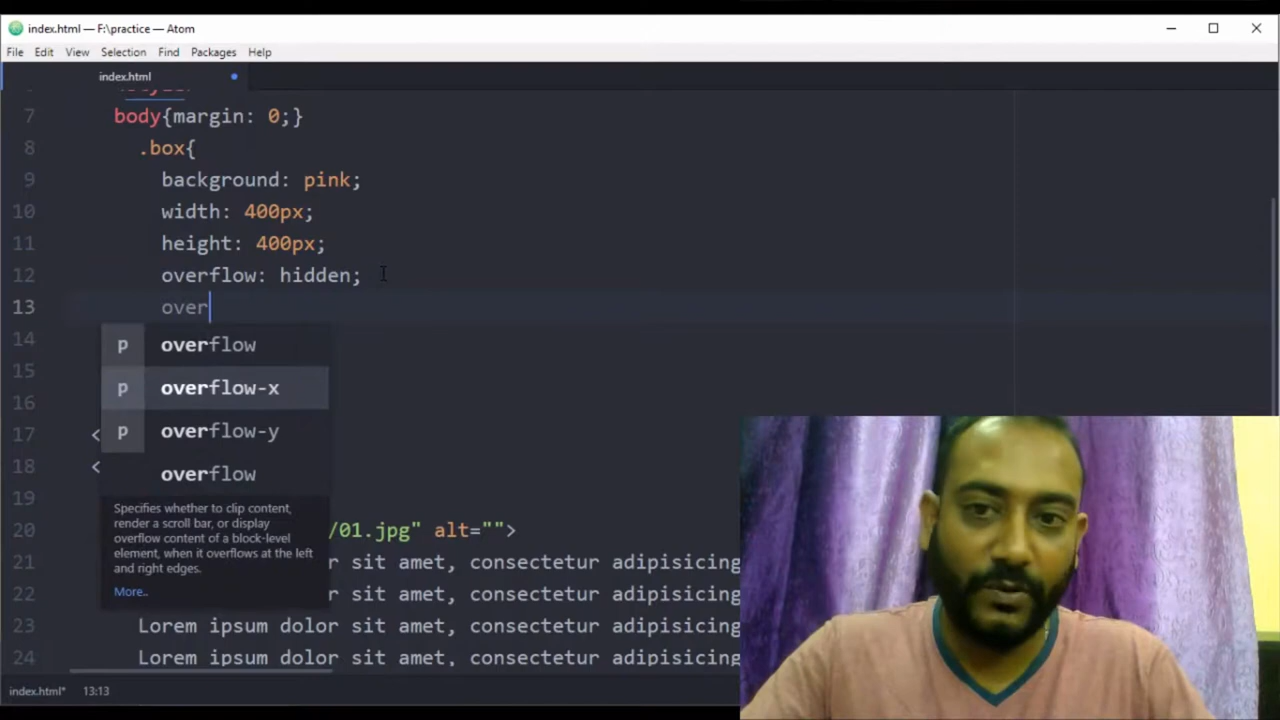 index.html — F:\practice — Atom
File Edit View Selection Find Packages Help
index.html
7 body{margin: 0;}
8 .box{
9 background: pink;
10 width: 400px;
11 height: 400px;
12 overflow: hidden;
13 over
14
p overflow
15
p overflow-x
16
17 <
p overflow-y
18 <
overflow
19
Specifies whether to clip content,
render a scroll bar, or display
overflow content of a block-level
element, when it overflows at the left
and right edges.
More..
20 /01.jpg" alt="">
21 r sit amet, consectetur adipisicing
22 r sit amet, consectetur adipisicing
23 Lorem ipsum dolor sit amet, consectetur adipisicing
24 Lorem ipsum dolor sit amet, consectetur adipisicing
index.html* 13:13